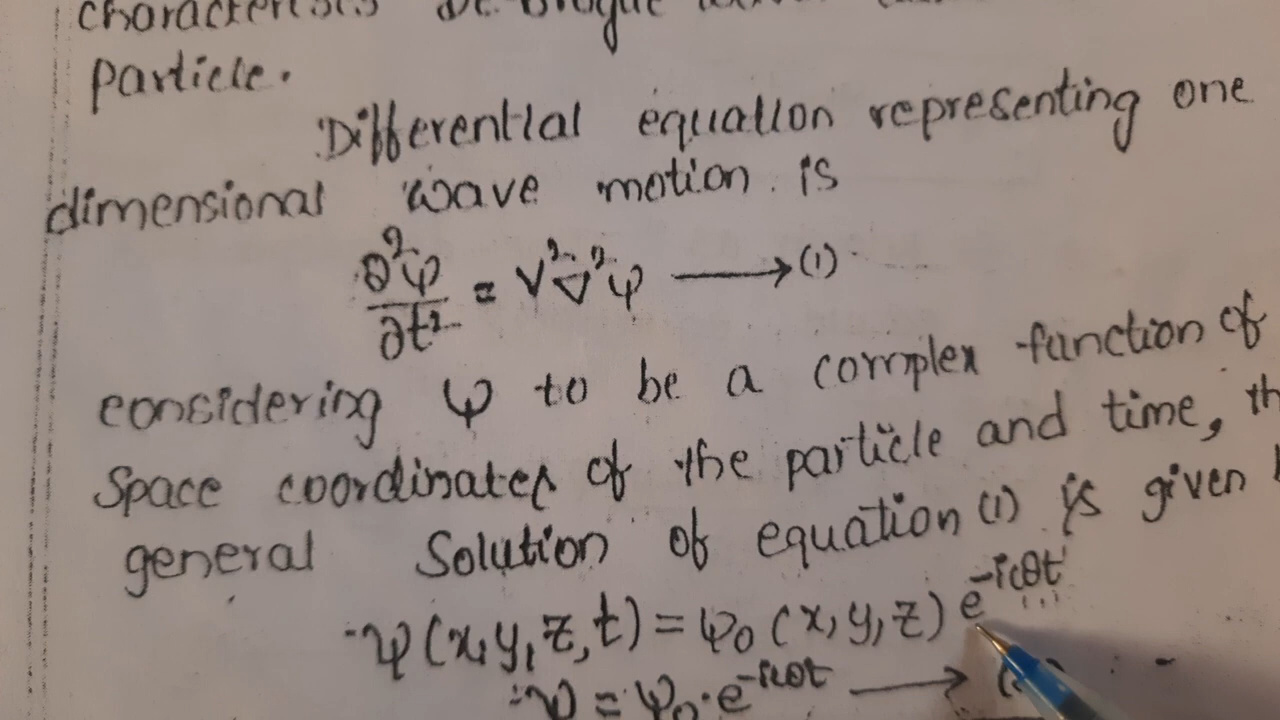 particle.
Differential equation representing one
dimensional wave motion is
∂²ψ/∂t² = V²∇²ψ ⟶ (1)
considering ψ to be a complex function of
Space coordinates of the particle and time,
general Solution of equation (1) is given
ψ(x,y,z,t) = ψ₀(x,y,z) e^-iωt
ψ = ψ₀·e^-iωt ⟶